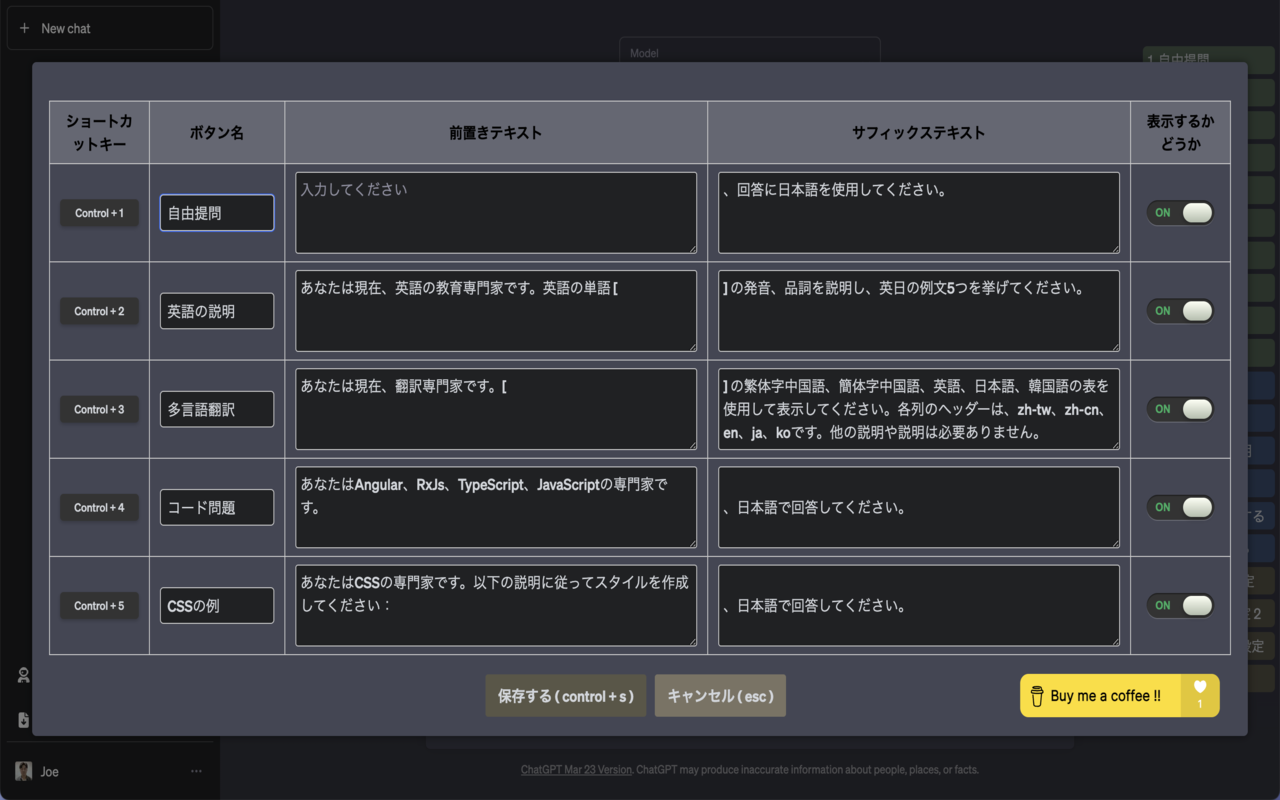 New chat
Model
1 自由提問
ショートカ
ットキー
ボタン名
前置きテキスト
サフィックステキスト
表示するか
どうか
Control + 1
自由提問
入力してください
、回答に日本語を使用してください。
ON
Control + 2
英語の説明
あなたは現在、英語の教育専門家です。英語の単語 [
] の発音、品詞を説明し、英日の例文5つを挙げてください。
ON
Control + 3
多言語翻訳
あなたは現在、翻訳専門家です。[
] の繁体字中国語、簡体字中国語、英語、日本語、韓国語の表を
使用して表示してください。各列のヘッダーは、zh-tw、zh-cn、
en、ja、koです。他の説明や説明は必要ありません。
ON
Control + 4
コード問題
あなたはAngular、RxJs、TypeScript、JavaScriptの専門家で
す。
、日本語で回答してください。
ON
Control + 5
CSSの例
あなたはCSSの専門家です。以下の説明に従ってスタイルを作成
してください：
、日本語で回答してください。
ON
する
定
2
設定
保存する ( control + s )
キャンセル ( esc )
Buy me a coffee !!
1
Joe
ChatGPT Mar 23 Version. ChatGPT may produce inaccurate information about people, places, or facts.